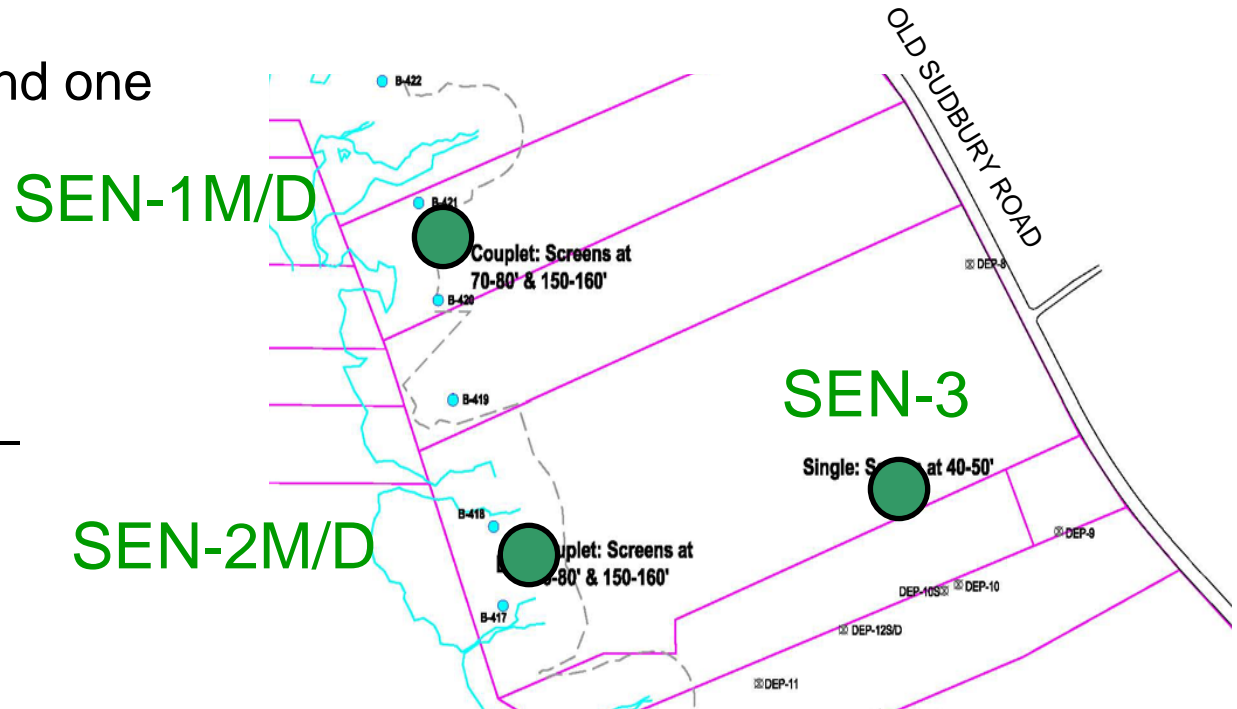 nd one
OLD SUDBURY ROAD
B-422
SEN-1M/D
B-421
Couplet: Screens at
70-80' & 150-160'
DEP-8
B-420
SEN-3
B-419
Single: at 40-50'
SEN-2M/D
B-418
uplet: Screens at
-80' & 150-160'
DEP-9
DEP-10S
DEP-10
B-417
DEP-12S/D
DEP-11